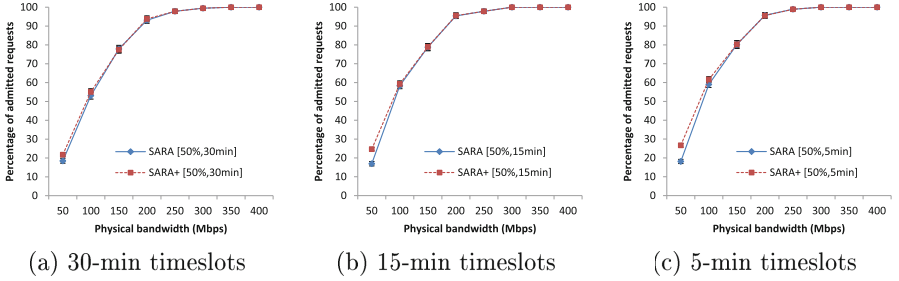 Percentage of admitted requests
100
90
80
70
60
50
40
30
20
10
0
SARA [50%,30min]
SARA+ [50%,30min]
50 100 150 200 250 300 350 400
Physical bandwidth (Mbps)
(a) 30-min timeslots
Percentage of admitted requests
100
90
80
70
60
50
40
30
20
10
0
SARA [50%,15min]
SARA+ [50%,15min]
50 100 150 200 250 300 350 400
Physical bandwidth (Mbps)
(b) 15-min timeslots
Percentage of admitted requests
100
90
80
70
60
50
40
30
20
10
0
SARA [50%,5min]
SARA+ [50%,5min]
50 100 150 200 250 300 350 400
Physical bandwidth (Mbps)
(c) 5-min timeslots